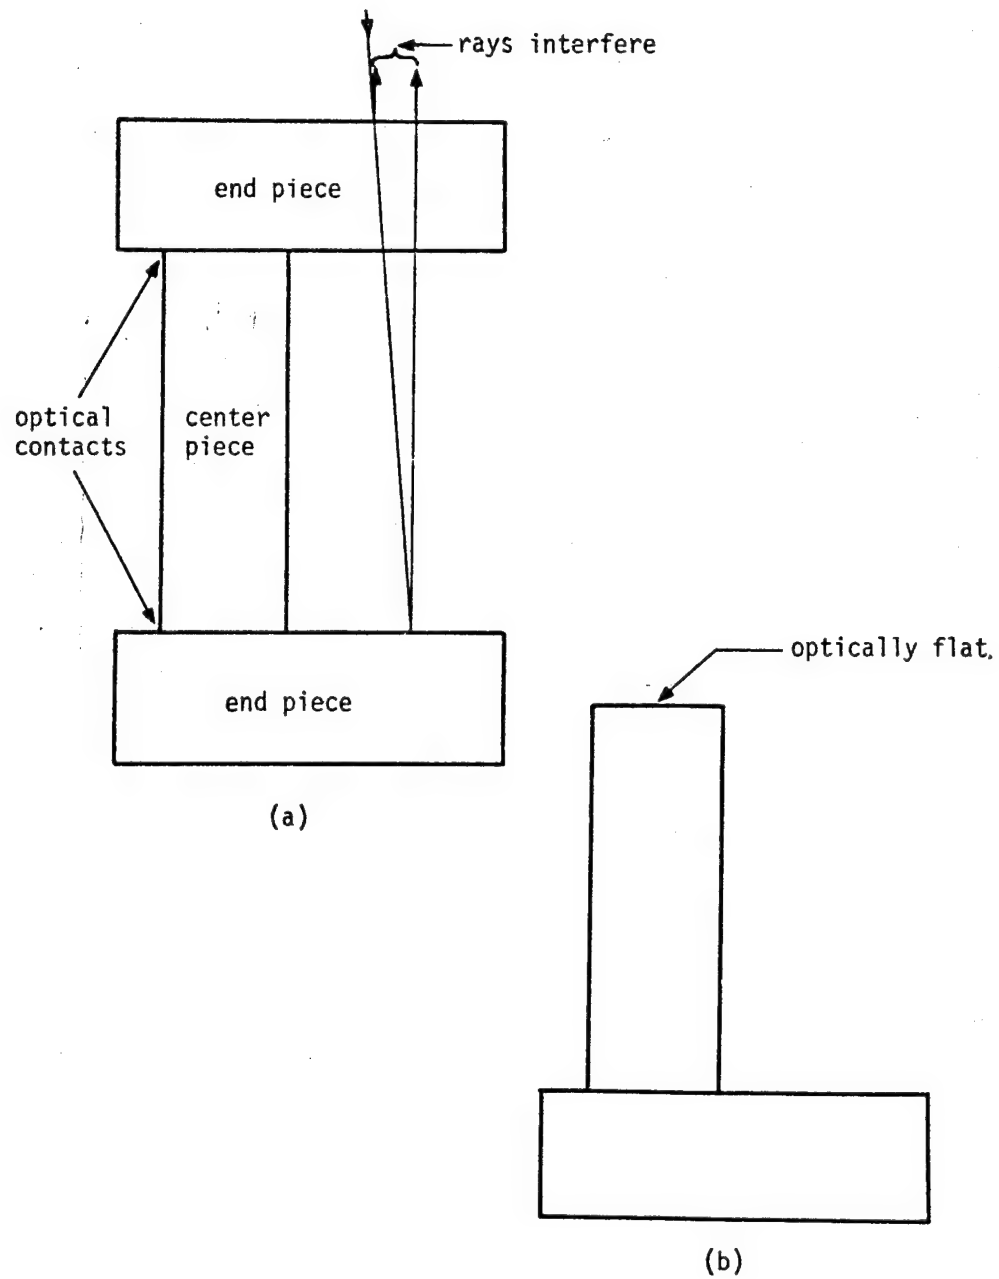 rays interfere
end piece
optical
contacts
center
piece
end piece
(a)
optically flat.
(b)